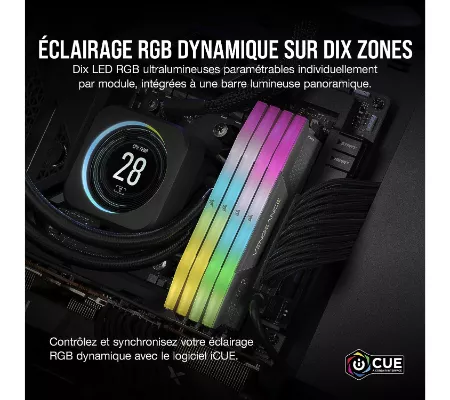 ÉCLAIRAGE RGB DYNAMIQUE SUR DIX ZONES
Dix LED RGB ultralumineuses paramétrables individuellement
par module, intégrées à une barre lumineuse panoramique.
28
Contrôlez et synchronisez votre éclairage
RGB dynamique avec le logiciel iCUE.
iCUE